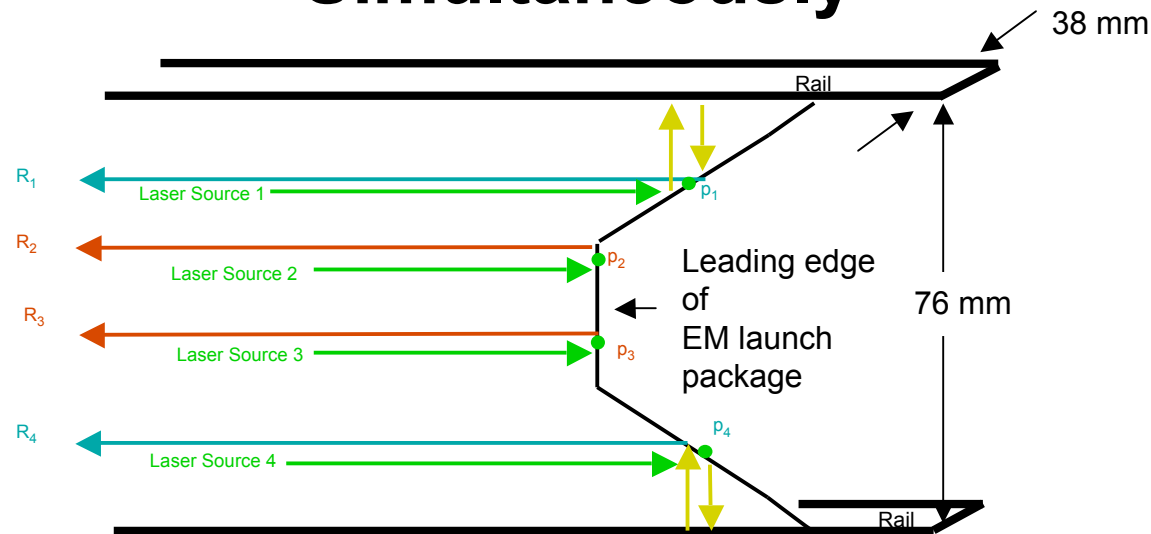 Simultaneously
38 mm
Rail
R1
Laser Source 1
p1
R2
p2
Laser Source 2
Leading edge
of
EM launch
package
76 mm
R3
Laser Source 3
p3
R4
p4
Laser Source 4
Rail